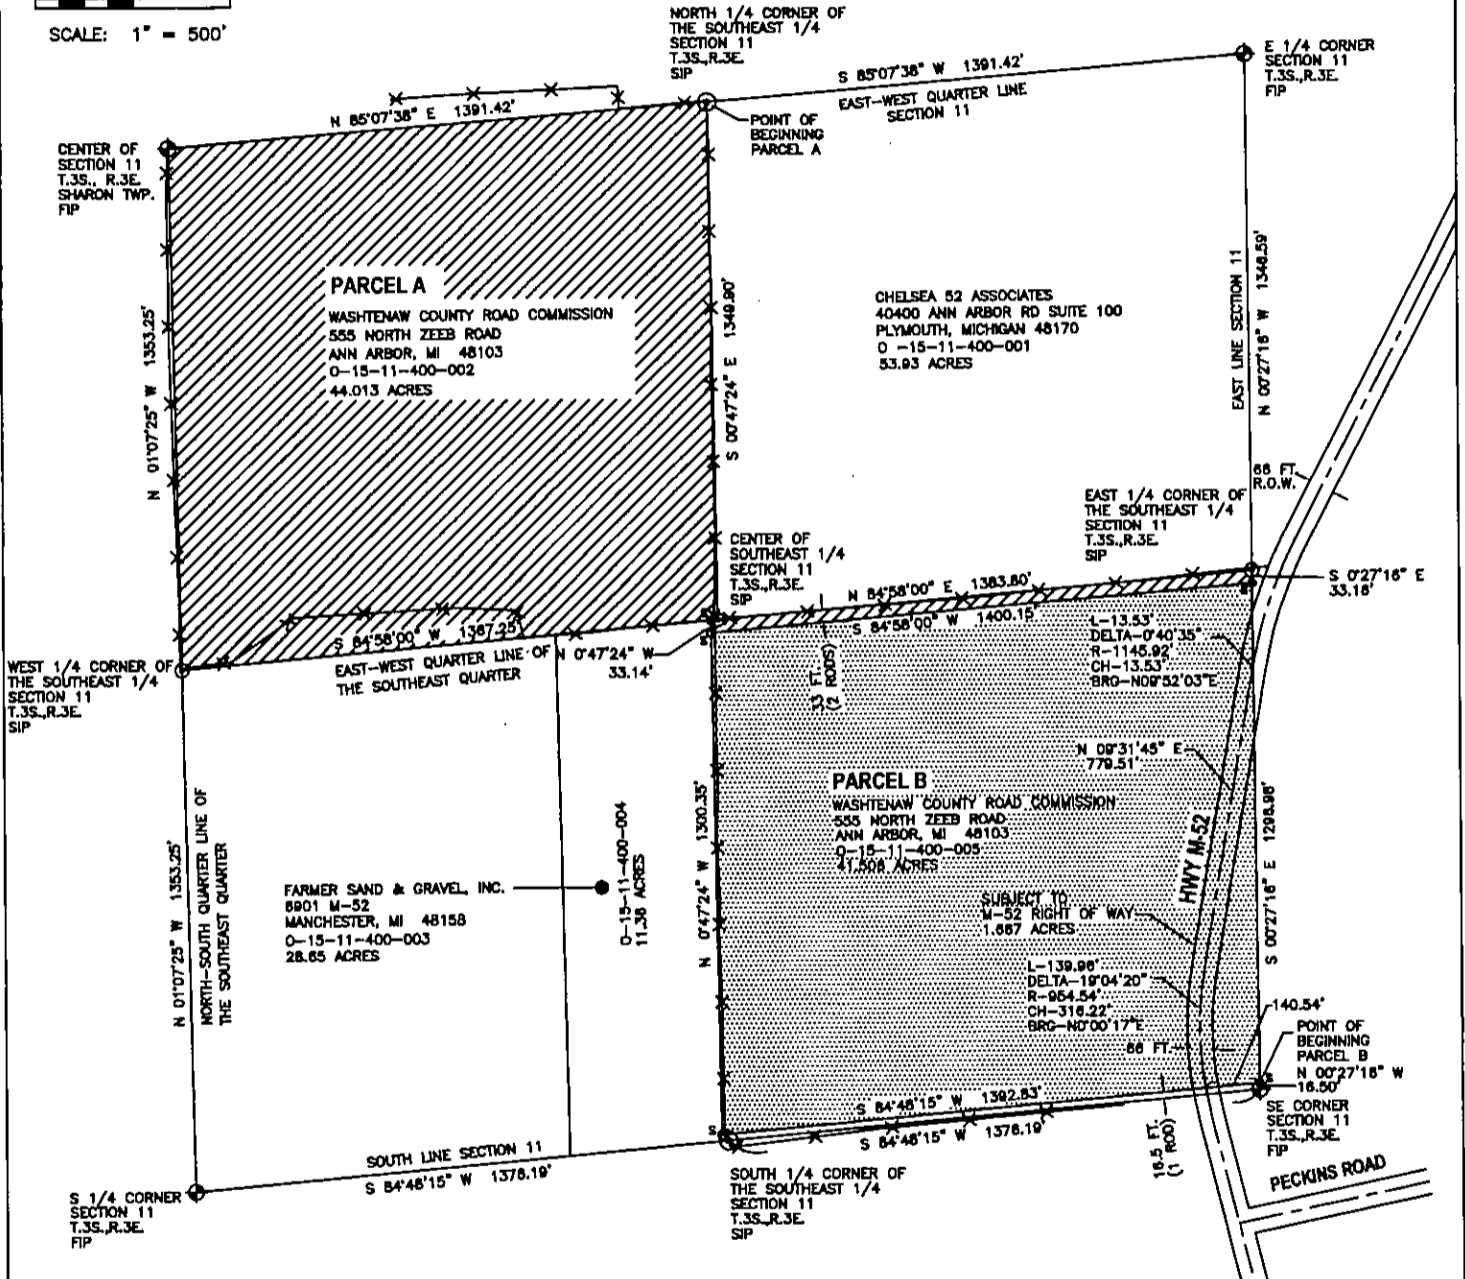 SCALE: 1" = 500'
NORTH 1/4 CORNER OF
THE SOUTHEAST 1/4
SECTION 11
T.3S.,R.3E.
SIP
S 85°07'38" W 1391.42'
EAST-WEST QUARTER LINE
SECTION 11
E 1/4 CORNER
SECTION 11
T.3S.,R.3E.
FIP
N 85°07'38" E 1391.42'
POINT OF
BEGINNING
PARCEL A
CENTER OF
SECTION 11
T.3S., R.3E.
SHARON TWP.
FIP
PARCEL A
WASHTENAW COUNTY ROAD COMMISSION
555 NORTH ZEEB ROAD
ANN ARBOR, MI 48103
O-15-11-400-002
44.013 ACRES
N 01°07'25" W 1353.25'
S 00°47'24" E 1349.90'
CHELSEA 52 ASSOCIATES
40400 ANN ARBOR RD SUITE 100
PLYMOUTH, MICHIGAN 48170
O -15-11-400-001
53.93 ACRES
EAST LINE SECTION 11
N 00°27'16" W 1348.59'
66 FT.
R.O.W.
EAST 1/4 CORNER OF
THE SOUTHEAST 1/4
SECTION 11
T.3S.,R.3E.
SIP
CENTER OF
SOUTHEAST 1/4
SECTION 11
T.3S.,R.3E.
SIP
N 84°58'00" E 1383.80'
S 84°58'00" W 1400.15'
S 0°27'16" E
33.18'
S 84°58'00" W 1387.25'
EAST-WEST QUARTER LINE OF
THE SOUTHEAST QUARTER
N 0°47'24" W
33.14'
WEST 1/4 CORNER OF
THE SOUTHEAST 1/4
SECTION 11
T.3S.,R.3E.
SIP
33 FT.
(2 RODS)
L-13.53'
DELTA-0°40'35"
R-1145.92'
CH-13.53'
BRG-N09°52'03"E
N 09°31'45" E
779.51'
PARCEL B
WASHTENAW COUNTY ROAD COMMISSION
555 NORTH ZEEB ROAD
ANN ARBOR, MI 48103
O-15-11-400-005
41.506 ACRES
HWY M-52
SUBJECT TO
M-52 RIGHT OF WAY
1.667 ACRES
N 01°07'25" W 1353.25'
NORTH-SOUTH QUARTER LINE OF
THE SOUTHEAST QUARTER
FARMER SAND & GRAVEL, INC.
6901 M-52
MANCHESTER, MI 48158
O-15-11-400-003
28.65 ACRES
O-15-11-400-004
11.38 ACRES
N 0°47'24" W 1300.35'
S 00°27'16" E 1298.98'
L-139.96'
DELTA-19°04'20"
R-954.54'
CH-316.22'
BRG-N0°00'17"E
66 FT.
140.54'
POINT OF
BEGINNING
PARCEL B
N 00°27'16" W
16.50'
SE CORNER
SECTION 11
T.3S.,R.3E.
FIP
S 84°48'15" W 1392.83'
S 84°48'15" W 1376.19'
16.5 FT.
(1 ROD)
PECKINS ROAD
SOUTH LINE SECTION 11
S 84°48'15" W 1376.19'
S 1/4 CORNER
SECTION 11
T.3S.,R.3E.
FIP
SOUTH 1/4 CORNER OF
THE SOUTHEAST 1/4
SECTION 11
T.3S.,R.3E.
SIP